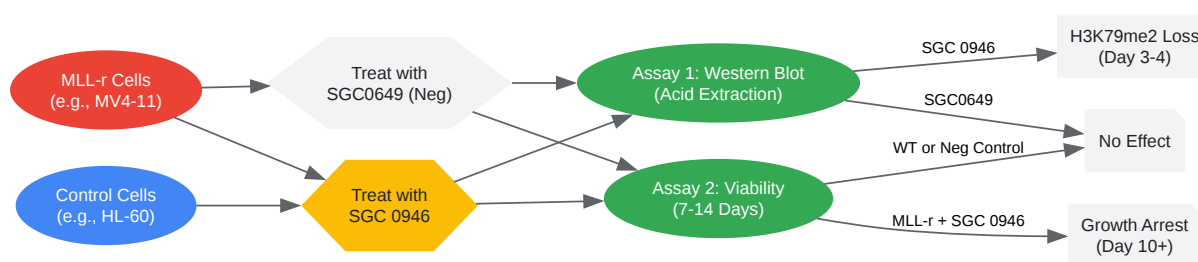 MLL-r Cells
(e.g., MV4-11)
Control Cells
(e.g., HL-60)
Treat with
SGC0649 (Neg)
Treat with
SGC 0946
Assay 1: Western Blot
(Acid Extraction)
Assay 2: Viability
(7-14 Days)
SGC 0946
SGC0649
WT or Neg Control
MLL-r + SGC 0946
H3K79me2 Loss
(Day 3-4)
No Effect
Growth Arrest
(Day 10+)